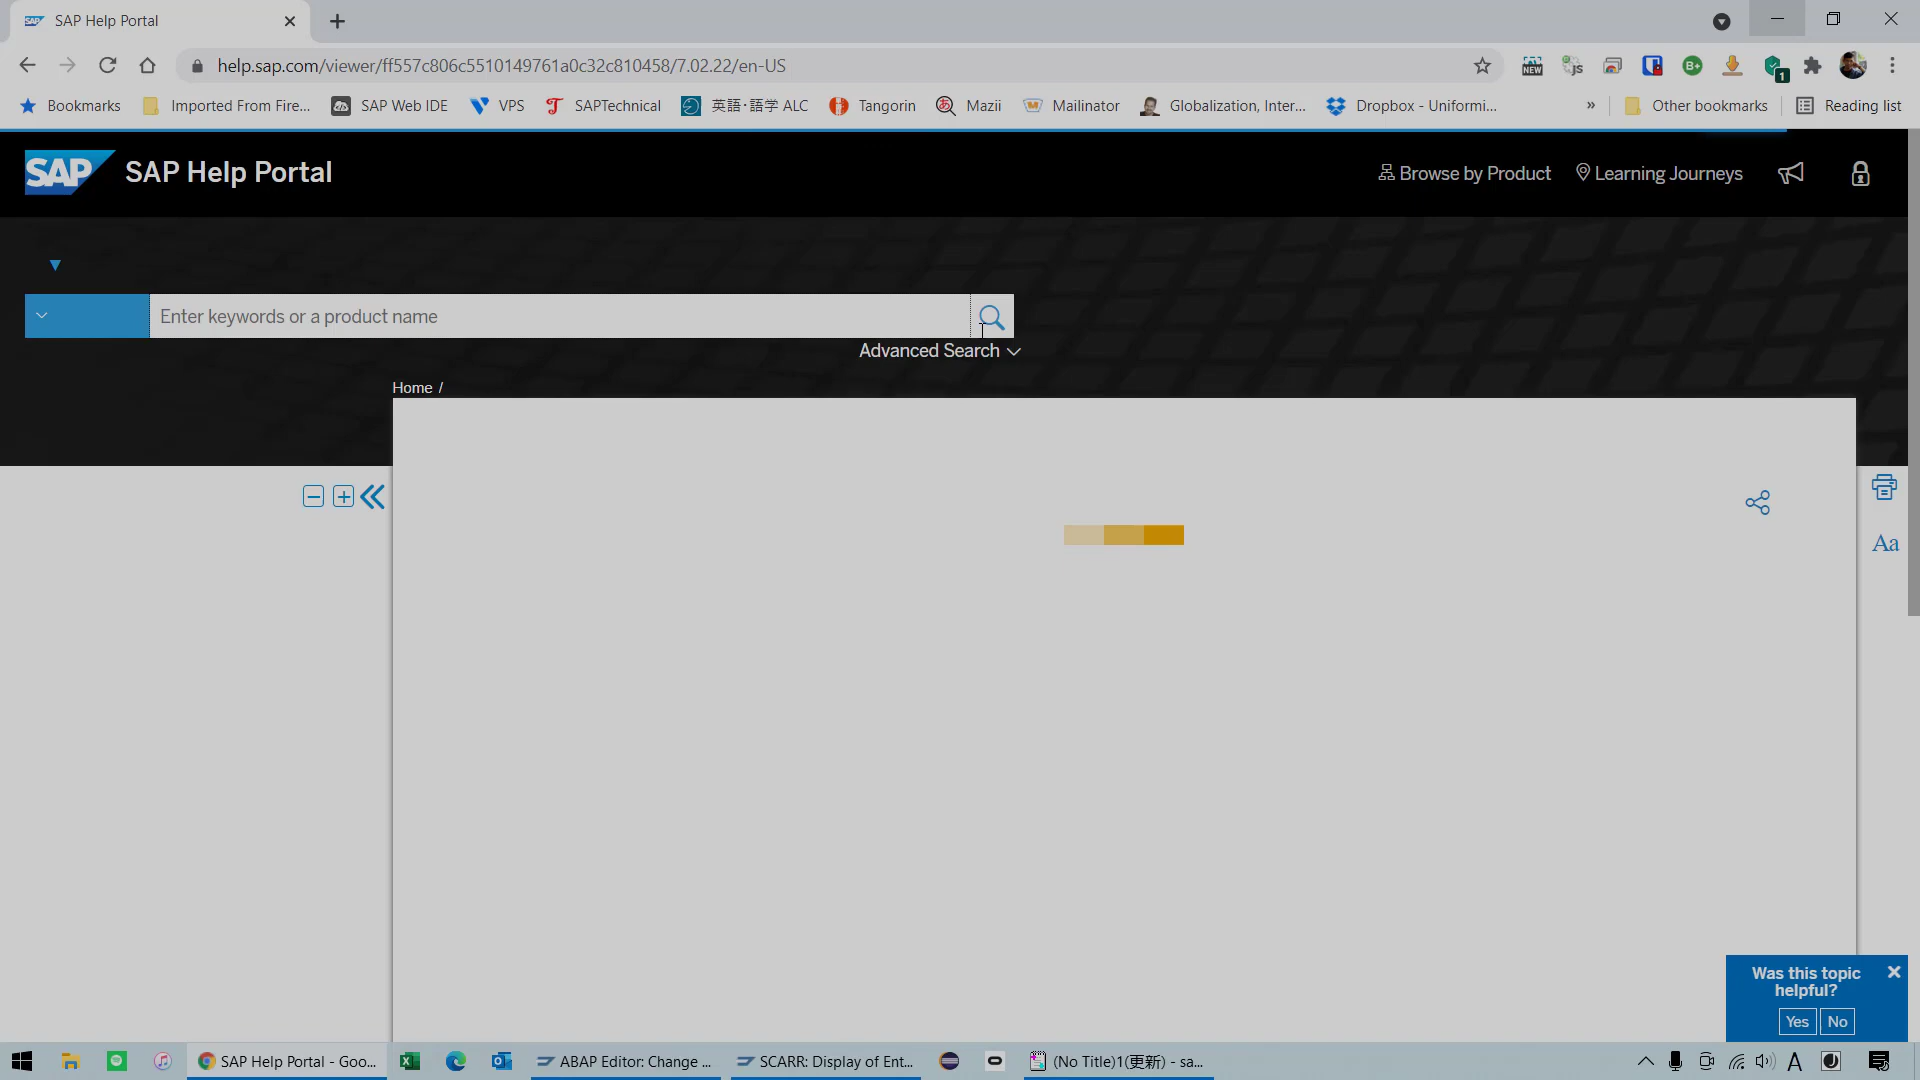 SAP Help Portal
help.sap.com/viewer/ff557c806c5510149761a0c32c810458/7.02.22/en-US
NEW
js
B+
1
Bookmarks
Imported From Fire...
SAP Web IDE
VPS
SAPTechnical
英語・語学 ALC
Tangorin
Mazii
Mailinator
Globalization, Inter...
Dropbox - Uniformi...
»
Other bookmarks
Reading list
SAP
SAP Help Portal
Browse by Product
Learning Journeys
Enter keywords or a product name
Advanced Search
Home /
Aa
Was this topic
helpful?
Yes
No
SAP Help Portal - Goo...
ABAP Editor: Change ...
SCARR: Display of Ent...
(No Title)1(更新) - sa...
A